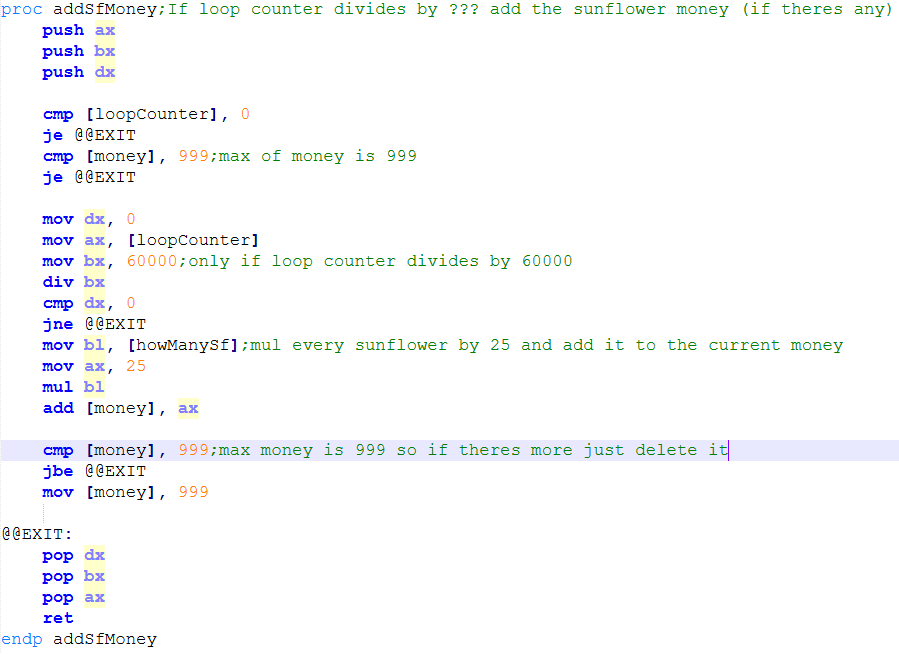 proc addSfMoney;If loop counter divides by ??? add the sunflower money (if theres any)
push ax
push bx
push dx
cmp [loopCounter], 0
je @@EXIT
cmp [money], 999;max of money is 999
je @@EXIT
mov dx, 0
mov ax, [loopCounter]
mov bx, 60000;only if loop counter divides by 60000
div bx
cmp dx, 0
jne @@EXIT
mov bl, [howManySf];mul every sunflower by 25 and add it to the current money
mov ax, 25
mul bl
add [money], ax
cmp [money], 999;max money is 999 so if theres more just delete it
jbe @@EXIT
mov [money], 999
@@EXIT:
pop dx
pop bx
pop ax
ret
endp addSfMoney